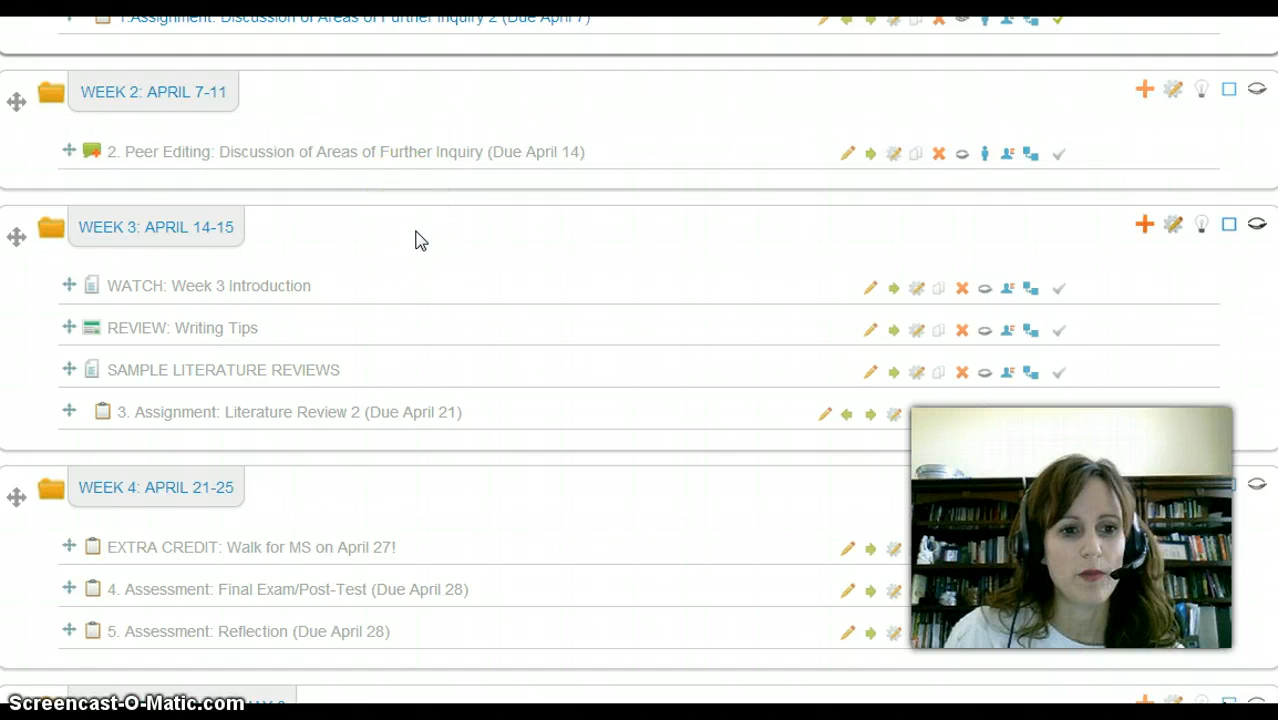 1.Assignment: Discussion of Areas of Further Inquiry 2 (Due April 7)
WEEK 2: APRIL 7-11
2. Peer Editing: Discussion of Areas of Further Inquiry (Due April 14)
WEEK 3: APRIL 14-15
WATCH: Week 3 Introduction
REVIEW: Writing Tips
SAMPLE LITERATURE REVIEWS
3. Assignment: Literature Review 2 (Due April 21)
WEEK 4: APRIL 21-25
EXTRA CREDIT: Walk for MS on April 27!
4. Assessment: Final Exam/Post-Test (Due April 28)
5. Assessment: Reflection (Due April 28)
Screencast-O-Matic.com